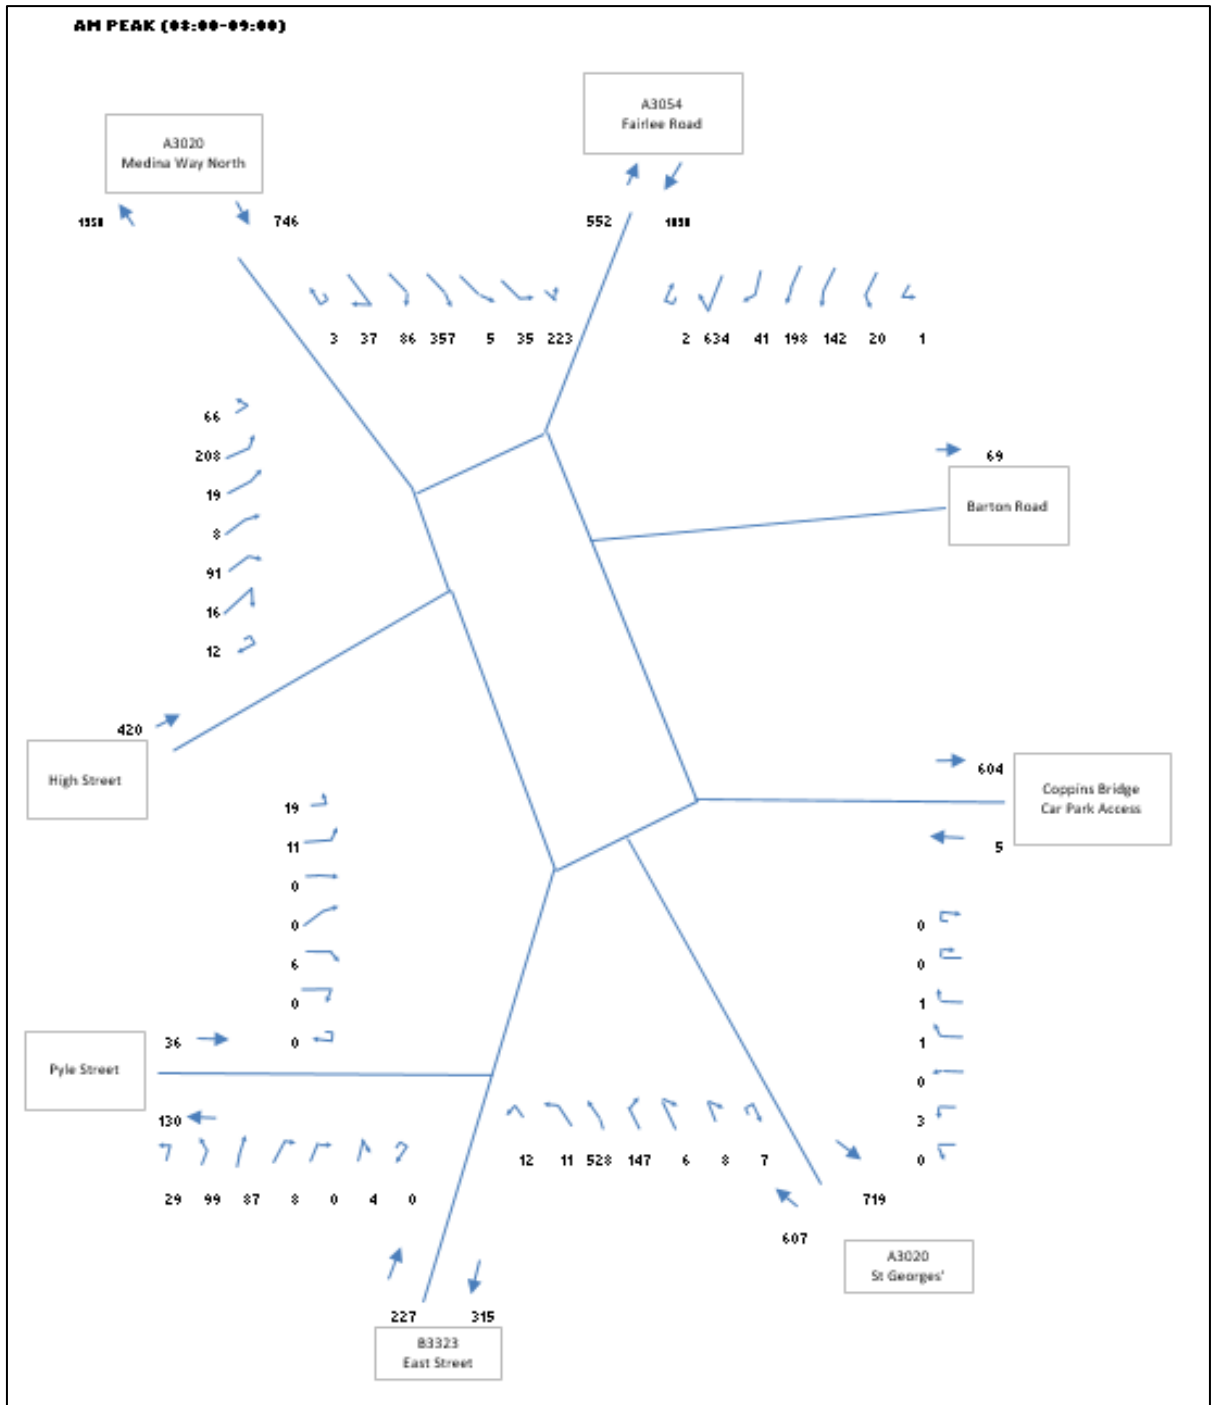 AM PEAK (08:00-09:00)
A3054
Fairlee Road
A3020
Medina Way North
746
552
3 37 86 357 5 35 223
2 634 41 198 142 20 1
66
208
19
8
91
16
12
69
Barton Road
420
High Street
604
Coppins Bridge
Car Park Access
5
19
11
0
0
6
0
0
0
0
1
1
0
3
0
36
Pyle Street
130
29 99 87 8 0 4 0
12 11 528 147 6 8 7
719
607
A3020
St Georges'
227 315
B3323
East Street